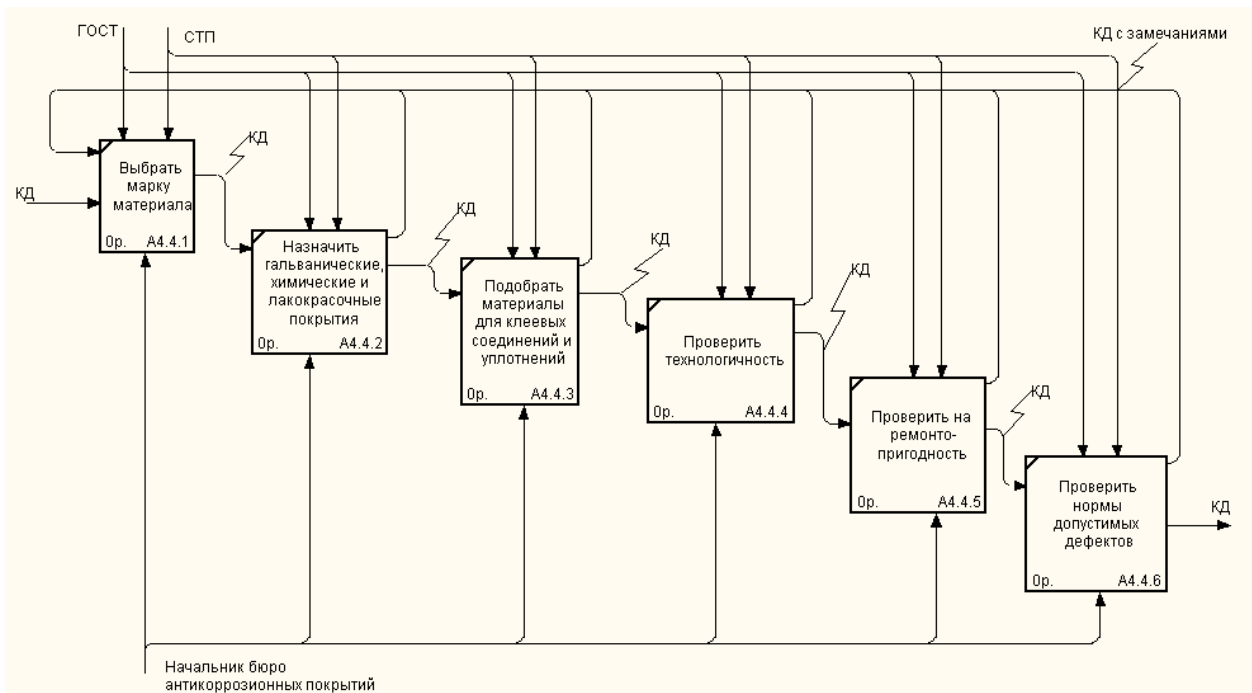 ГОСТ
СТП
КД с замечаниями
КД
Выбрать
марку
материала
0р.
А4.4.1
КД
Назначить
гальванические,
химические и
лакокрасочные
покрытия
0р.
А4.4.2
КД
Подобрать
материалы
для клеевых
соединений и
уплотнений
0р.
А4.4.3
КД
Проверить
технологичность
0р.
А4.4.4
КД
Проверить на
ремонто-
пригодность
0р.
А4.4.5
КД
Проверить
нормы
допустимых
дефектов
0р.
А4.4.6
КД
Начальник бюро
антикоррозионных покрытий